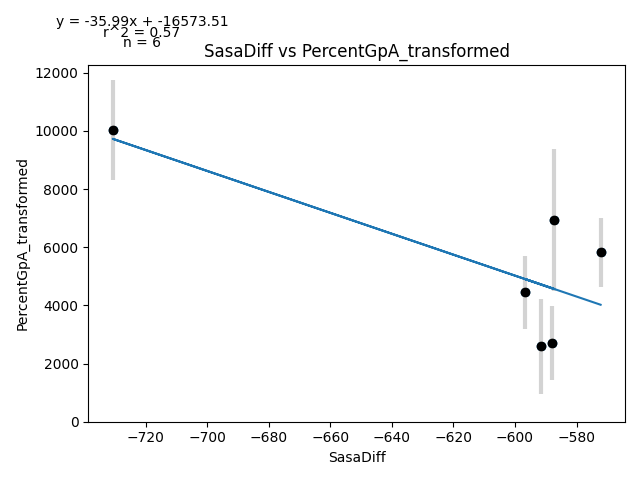 y = -35.99x + -16573.51
r^2 = 0.57
n = 6
SasaDiff vs PercentGpA_transformed
12000
10000
8000
6000
4000
2000
0
PercentGpA_transformed
−720
−700
−680
−660
−640
−620
−600
−580
SasaDiff